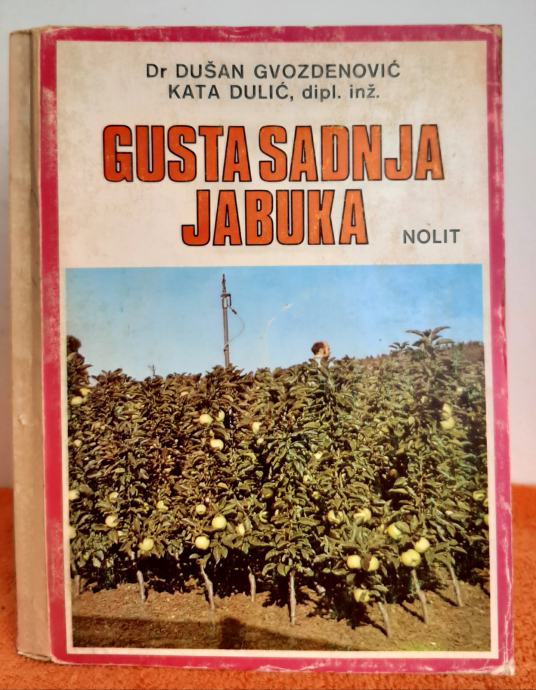 Dr DUŠAN GVOZDENOVIĆ
KATA DULIĆ, dipl. inž.
GUSTA SADNJA
JABUKA
NOLIT